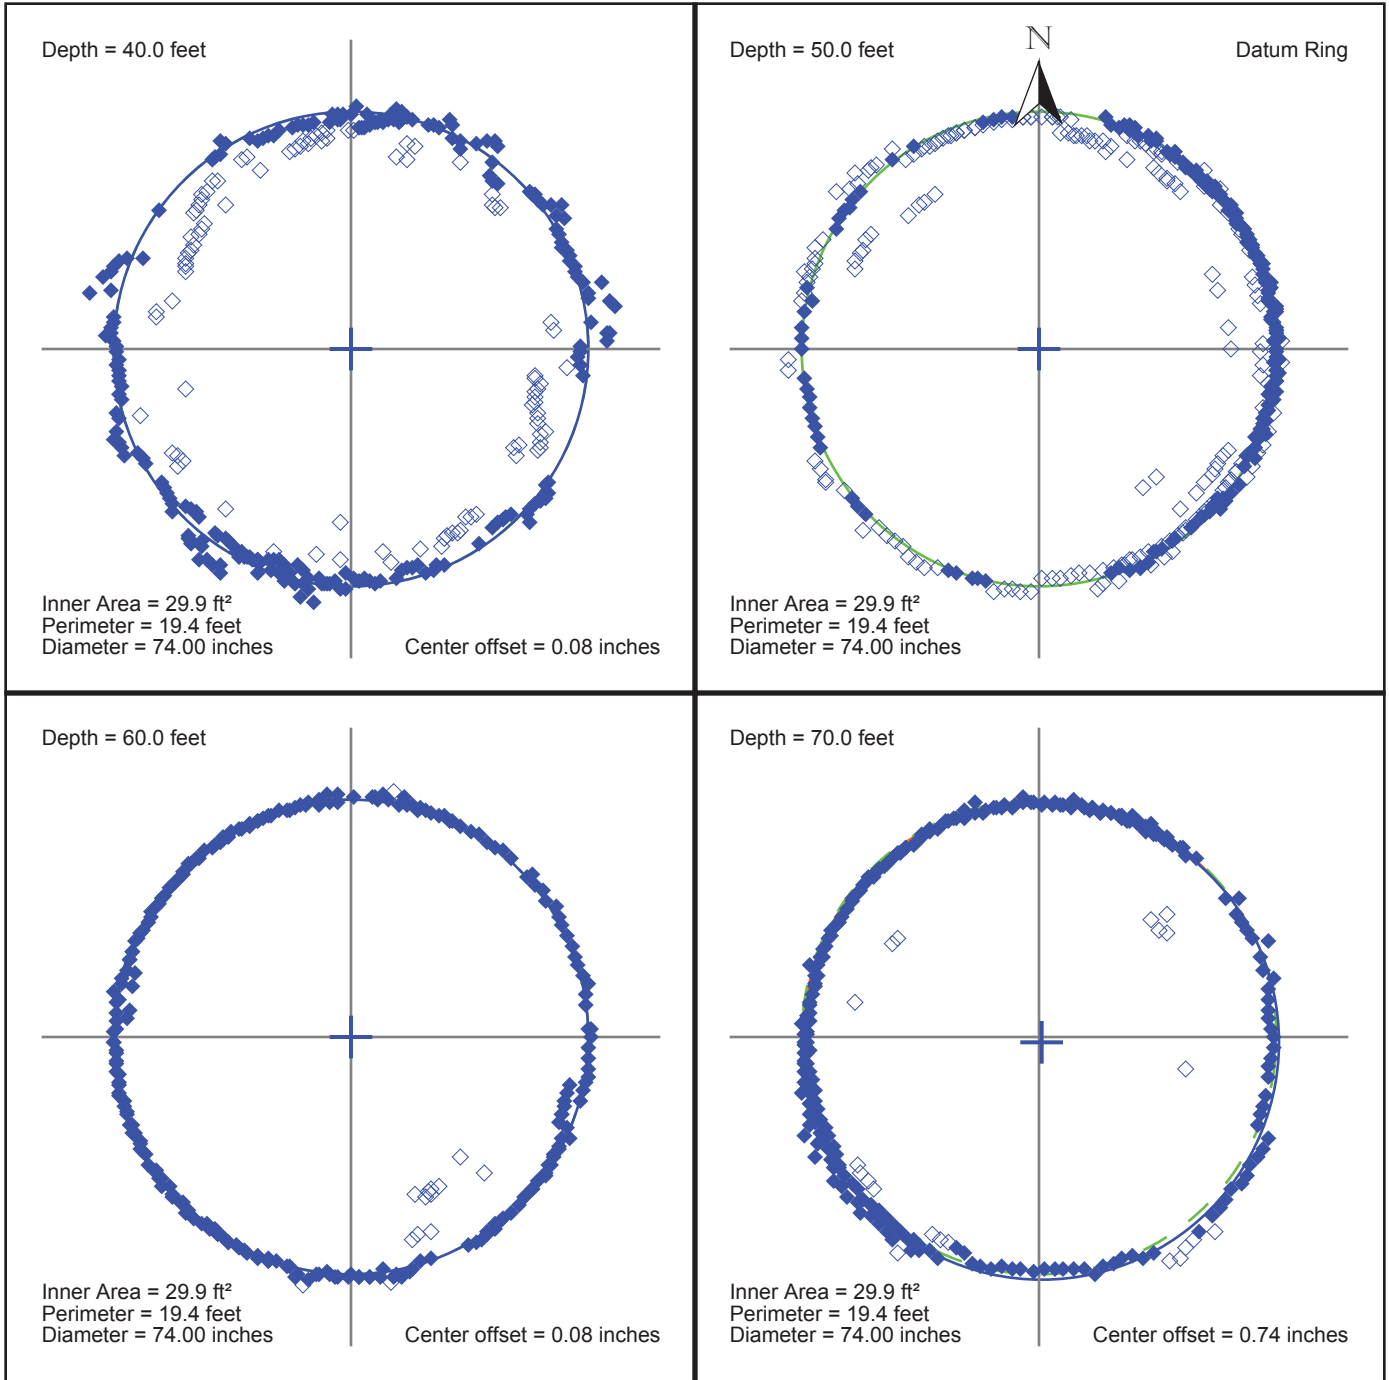 Depth = 40.0 feet
Inner Area = 29.9 ft²
Perimeter = 19.4 feet
Diameter = 74.00 inches
Center offset = 0.08 inches
Depth = 50.0 feet
N
Datum Ring
Inner Area = 29.9 ft²
Perimeter = 19.4 feet
Diameter = 74.00 inches
Depth = 60.0 feet
Inner Area = 29.9 ft²
Perimeter = 19.4 feet
Diameter = 74.00 inches
Center offset = 0.08 inches
Depth = 70.0 feet
Inner Area = 29.9 ft²
Perimeter = 19.4 feet
Diameter = 74.00 inches
Center offset = 0.74 inches